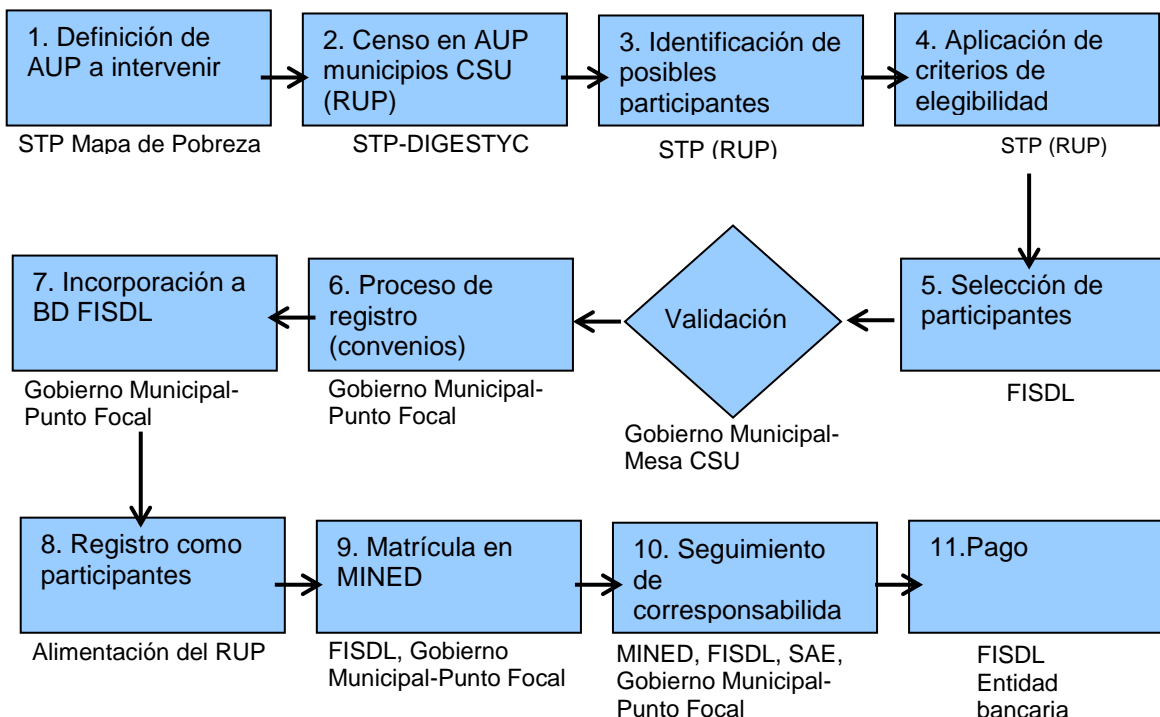 1. Definición de
AUP a intervenir
STP Mapa de Pobreza
2. Censo en AUP
municipios CSU
(RUP)
STP-DIGESTYC
3. Identificación de
posibles
participantes
STP (RUP)
4. Aplicación de
criterios de
elegibilidad
STP (RUP)
5. Selección de
participantes
FISDL
Validación
Gobierno Municipal-
Mesa CSU
6. Proceso de
registro
(convenios)
Gobierno Municipal-
Punto Focal
7. Incorporación a
BD FISDL
Gobierno Municipal-
Punto Focal
8. Registro como
participantes
Alimentación del RUP
9. Matrícula en
MINED
FISDL, Gobierno
Municipal-Punto Focal
10. Seguimiento
de
corresponsabilida
MINED, FISDL, SAE,
Gobierno Municipal-
Punto Focal
11.Pago
FISDL
Entidad
bancaria